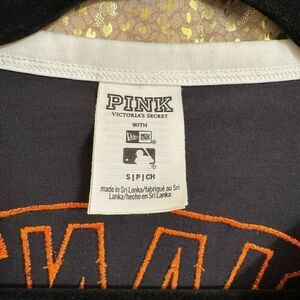 PINK
VICTORIA'S SECRET
WITH
S|P|CH
made in Sri Lanka/fabriqué au Sri
Lanka/hecho en Sri Lanka